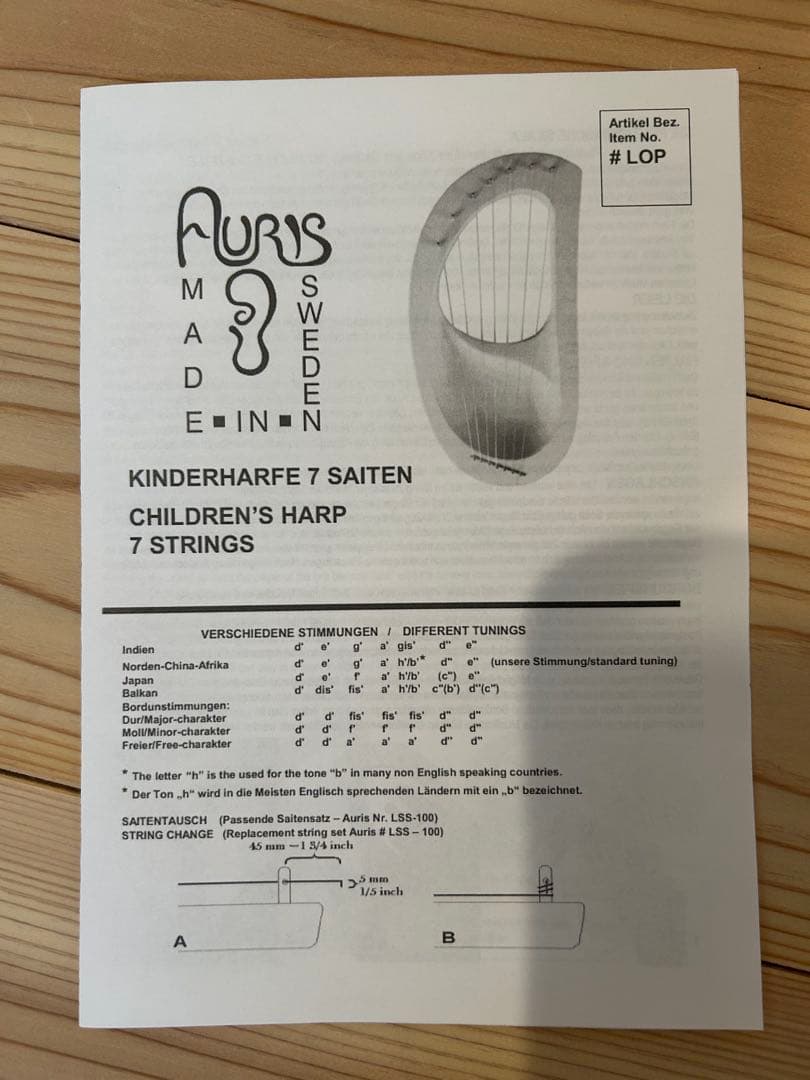 Artikel Bez.
Item No.
# LOP
AURIS
MADE IN SWEDEN
KINDERHARFE 7 SAITEN
CHILDREN'S HARP
7 STRINGS
VERSCHIEDENE STIMMUNGEN / DIFFERENT TUNINGS
Indien d' e' g' a' gis' d" e"
Norden-China-Afrika d' e' g' a' h'/b'* d" e" (unsere Stimmung/standard tuning)
Japan d' e' f' a' h'/b' (c") e"
Balkan d' dis' fis' a' h'/b' c"(b') d"(c")
Bordunstimmungen:
Dur/Major-charakter d' d' fis' fis' fis' d" d"
Moll/Minor-charakter d' d' f' f' f' d" d"
Freier/Free-charakter d' d' a' a' a' d" d"
* The letter "h" is the used for the tone "b" in many non English speaking countries.
* Der Ton „h" wird in die Meisten Englisch sprechenden Ländern mit ein „b" bezeichnet.
SAITENTAUSCH (Passende Saitensatz – Auris Nr. LSS-100)
STRING CHANGE (Replacement string set Auris # LSS – 100)
45 mm – 1 3/4 inch
5 mm
1/5 inch
A
B